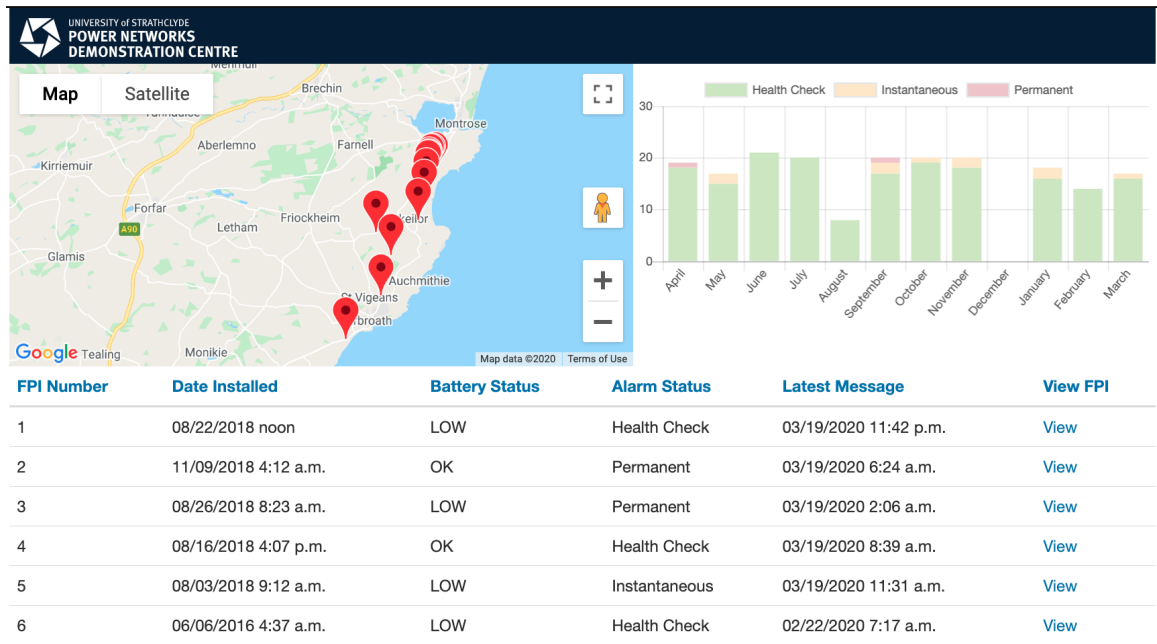 UNIVERSITY of STRATHCLYDE
POWER NETWORKS
DEMONSTRATION CENTRE
Map Satellite
Brechin
Montrose
Aberlemno
Farnell
Kirriemuir
Forfar
A90
Letham
Friockheim
keilor
Glamis
Auchmithie
St Vigeans
broath
Google
Tealing
Monikie
Map data ©2020 Terms of Use
Health Check Instantaneous Permanent
30
20
10
0
April May June July August September October November December January February March
FPI Number Date Installed Battery Status Alarm Status Latest Message View FPI
1 08/22/2018 noon LOW Health Check 03/19/2020 11:42 p.m. View
2 11/09/2018 4:12 a.m. OK Permanent 03/19/2020 6:24 a.m. View
3 08/26/2018 8:23 a.m. LOW Permanent 03/19/2020 2:06 a.m. View
4 08/16/2018 4:07 p.m. OK Health Check 03/19/2020 8:39 a.m. View
5 08/03/2018 9:12 a.m. LOW Instantaneous 03/19/2020 11:31 a.m. View
6 06/06/2016 4:37 a.m. LOW Health Check 02/22/2020 7:17 a.m. View